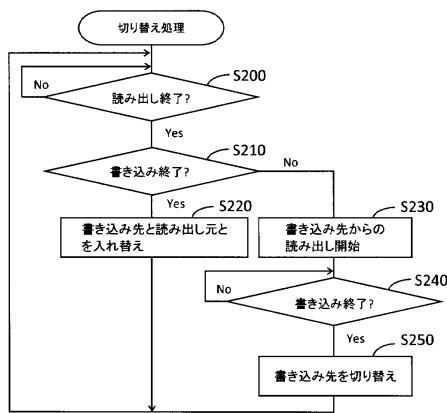 切り替え処理
S200
No
読み出し終了?
Yes
S210
書き込み終了?
No
Yes
S220
書き込み先と読み出し元と
を入れ替え
S230
書き込み先からの
読み出し開始
S240
No
書き込み終了?
Yes
S250
書き込み先を切り替え